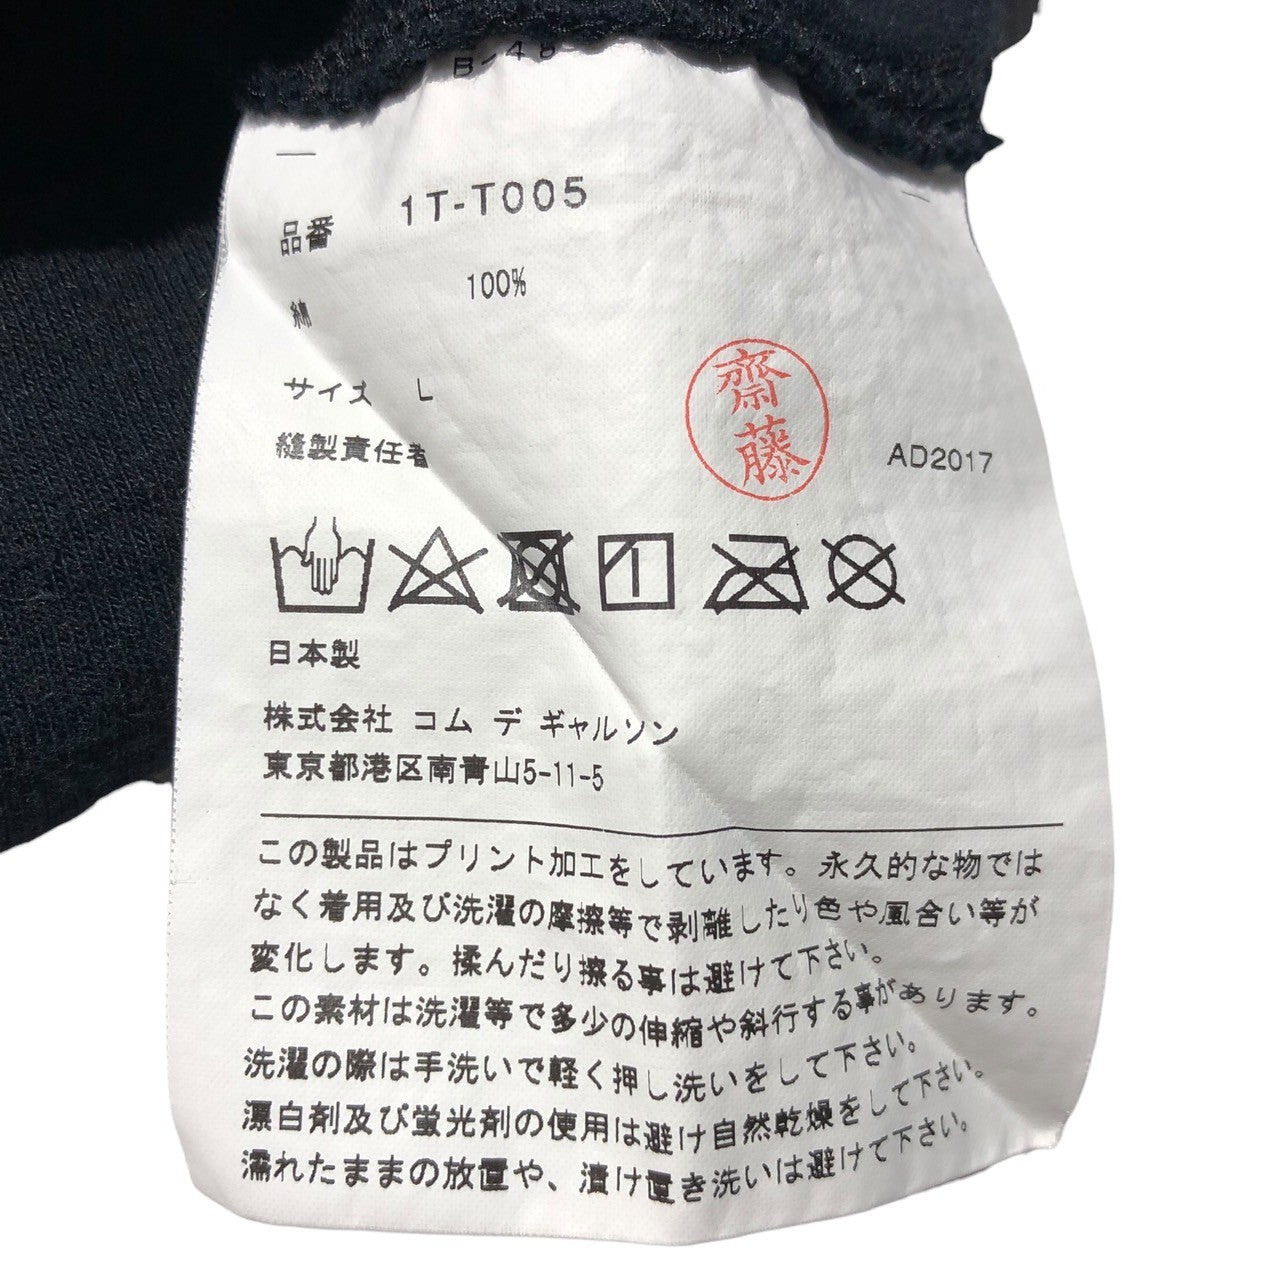 B-48
品番 1T-T005
綿 100%
サイズ L
縫製責任者 齋藤 AD2017
日本製
株式会社 コム デ ギャルソン
東京都港区南青山5-11-5
この製品はプリント加工をしています。永久的な物では
なく着用及び洗濯の摩擦等で剥離したり色や風合い等が
変化します。揉んだり擦る事は避けて下さい。
この素材は洗濯等で多少の伸縮や斜行する事があります。
洗濯の際は手洗いで軽く押し洗いをして下さい。
漂白剤及び蛍光剤の使用は避け自然乾燥をして下さい。
濡れたままの放置や、漬け置き洗いは避けて下さい。